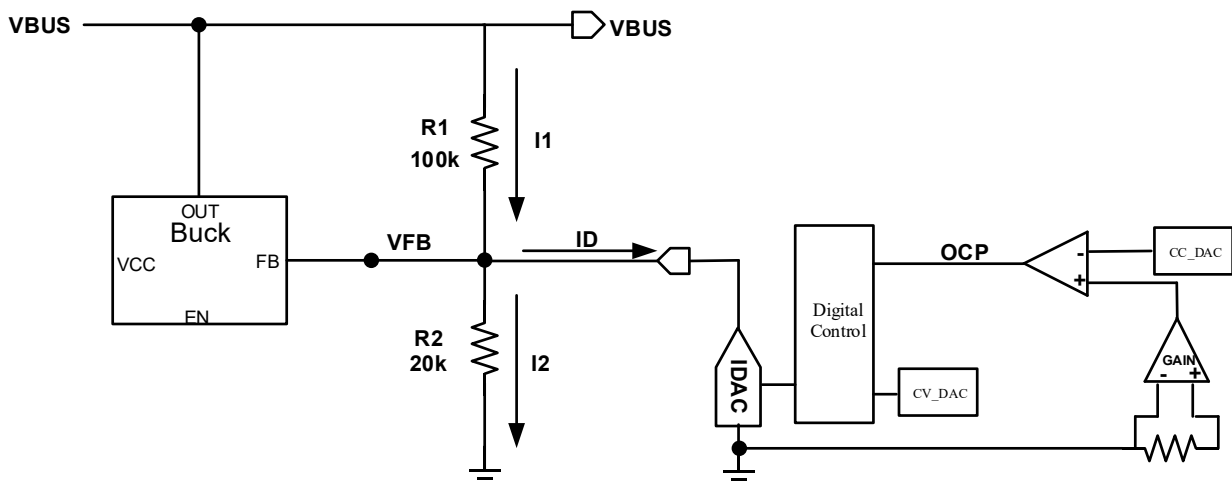 VBUS
VBUS
R1
100k
I1
OUT
Buck
VCC
FB
EN
VFB
ID
R2
20k
I2
IDAC
Digital
Control
OCP
CV_DAC
-
+
CC_DAC
GAIN
- +